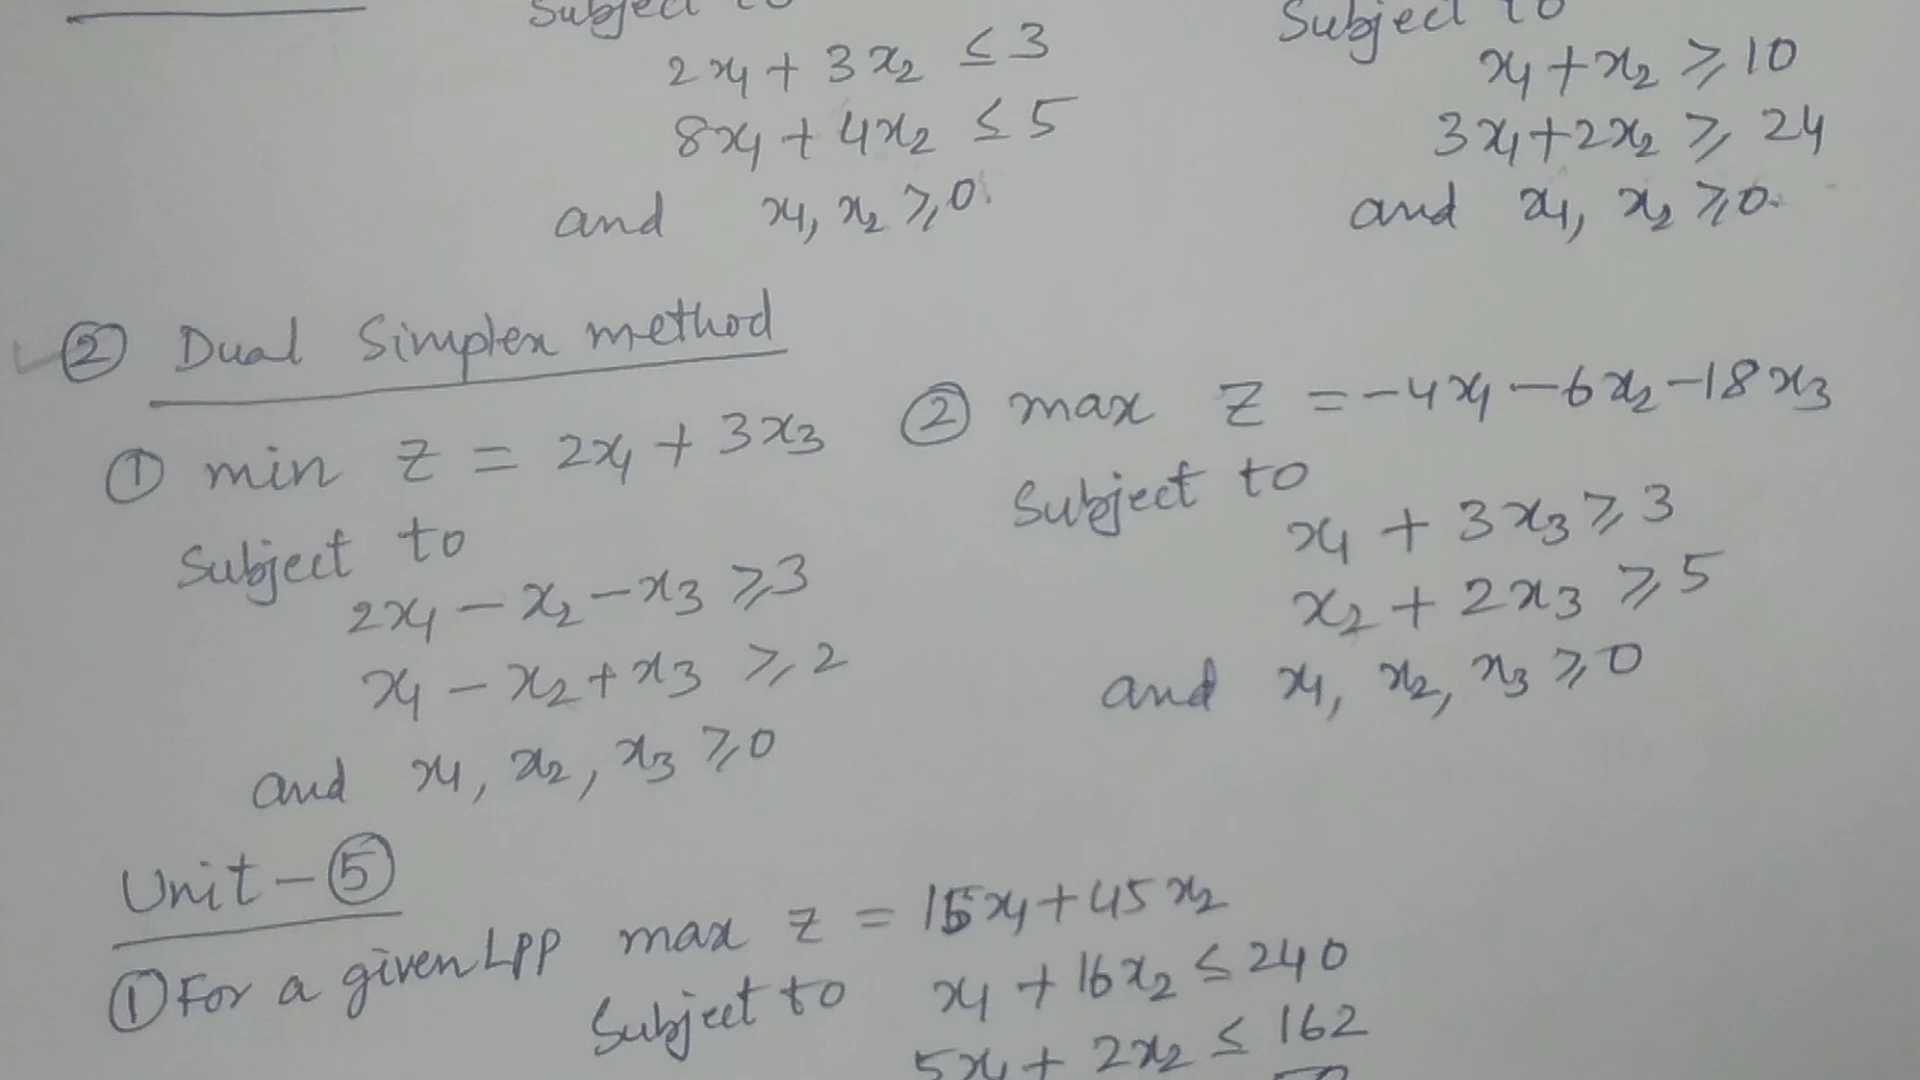 Subject to
2x₁ + 3x₂ ≤ 3
8x₁ + 4x₂ ≤ 5
and x₁, x₂ ≥ 0.
Subject to
x₁ + x₂ ≥ 10
3x₁ + 2x₂ ≥ 24
and x₁, x₂ ≥ 0.
② Dual Simplex method
① min Z = 2x₁ + 3x₃
Subject to
2x₁ - x₂ - x₃ ≥ 3
x₁ - x₂ + x₃ ≥ 2
and x₁, x₂, x₃ ≥ 0
② max Z = -4x₁ - 6x₂ - 18x₃
Subject to
x₁ + 3x₃ ≥ 3
x₂ + 2x₃ ≥ 5
and x₁, x₂, x₃ ≥ 0
Unit - ⑤
① For a given LPP max Z = 15x₁ + 45x₂
Subject to x₁ + 16x₂ ≤ 240
5x₁ + 2x₂ ≤ 162